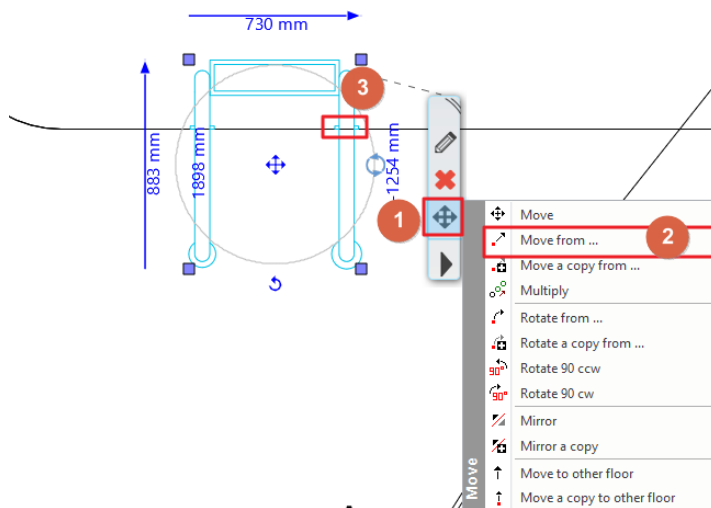 730 mm
3
883 mm
1898 mm
-1254 mm
1
2
Move
Move
Move from ...
Move a copy from ...
Multiply
Rotate from ...
Rotate a copy from ...
90°
Rotate 90 ccw
90°
Rotate 90 cw
Mirror
Mirror a copy
Move to other floor
Move a copy to other floor